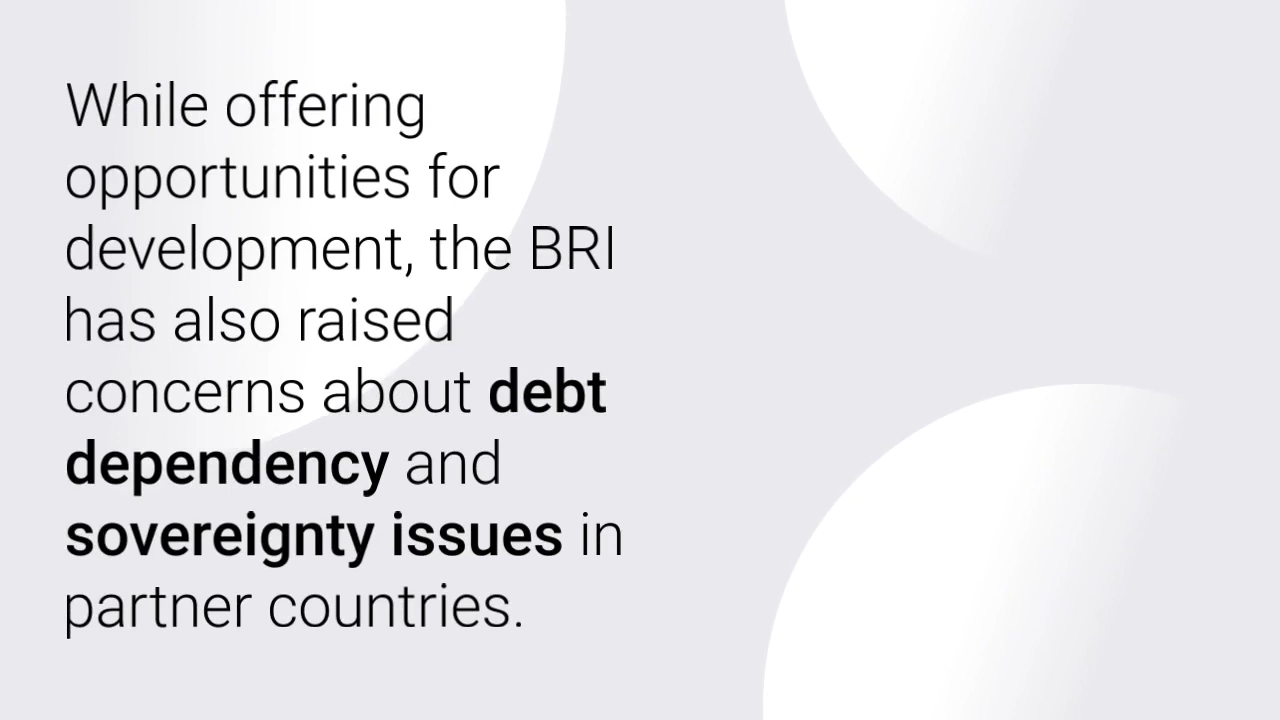 While offering
opportunities for
development, the BRI
has also raised
concerns about debt
dependency and
sovereignty issues in
partner countries.